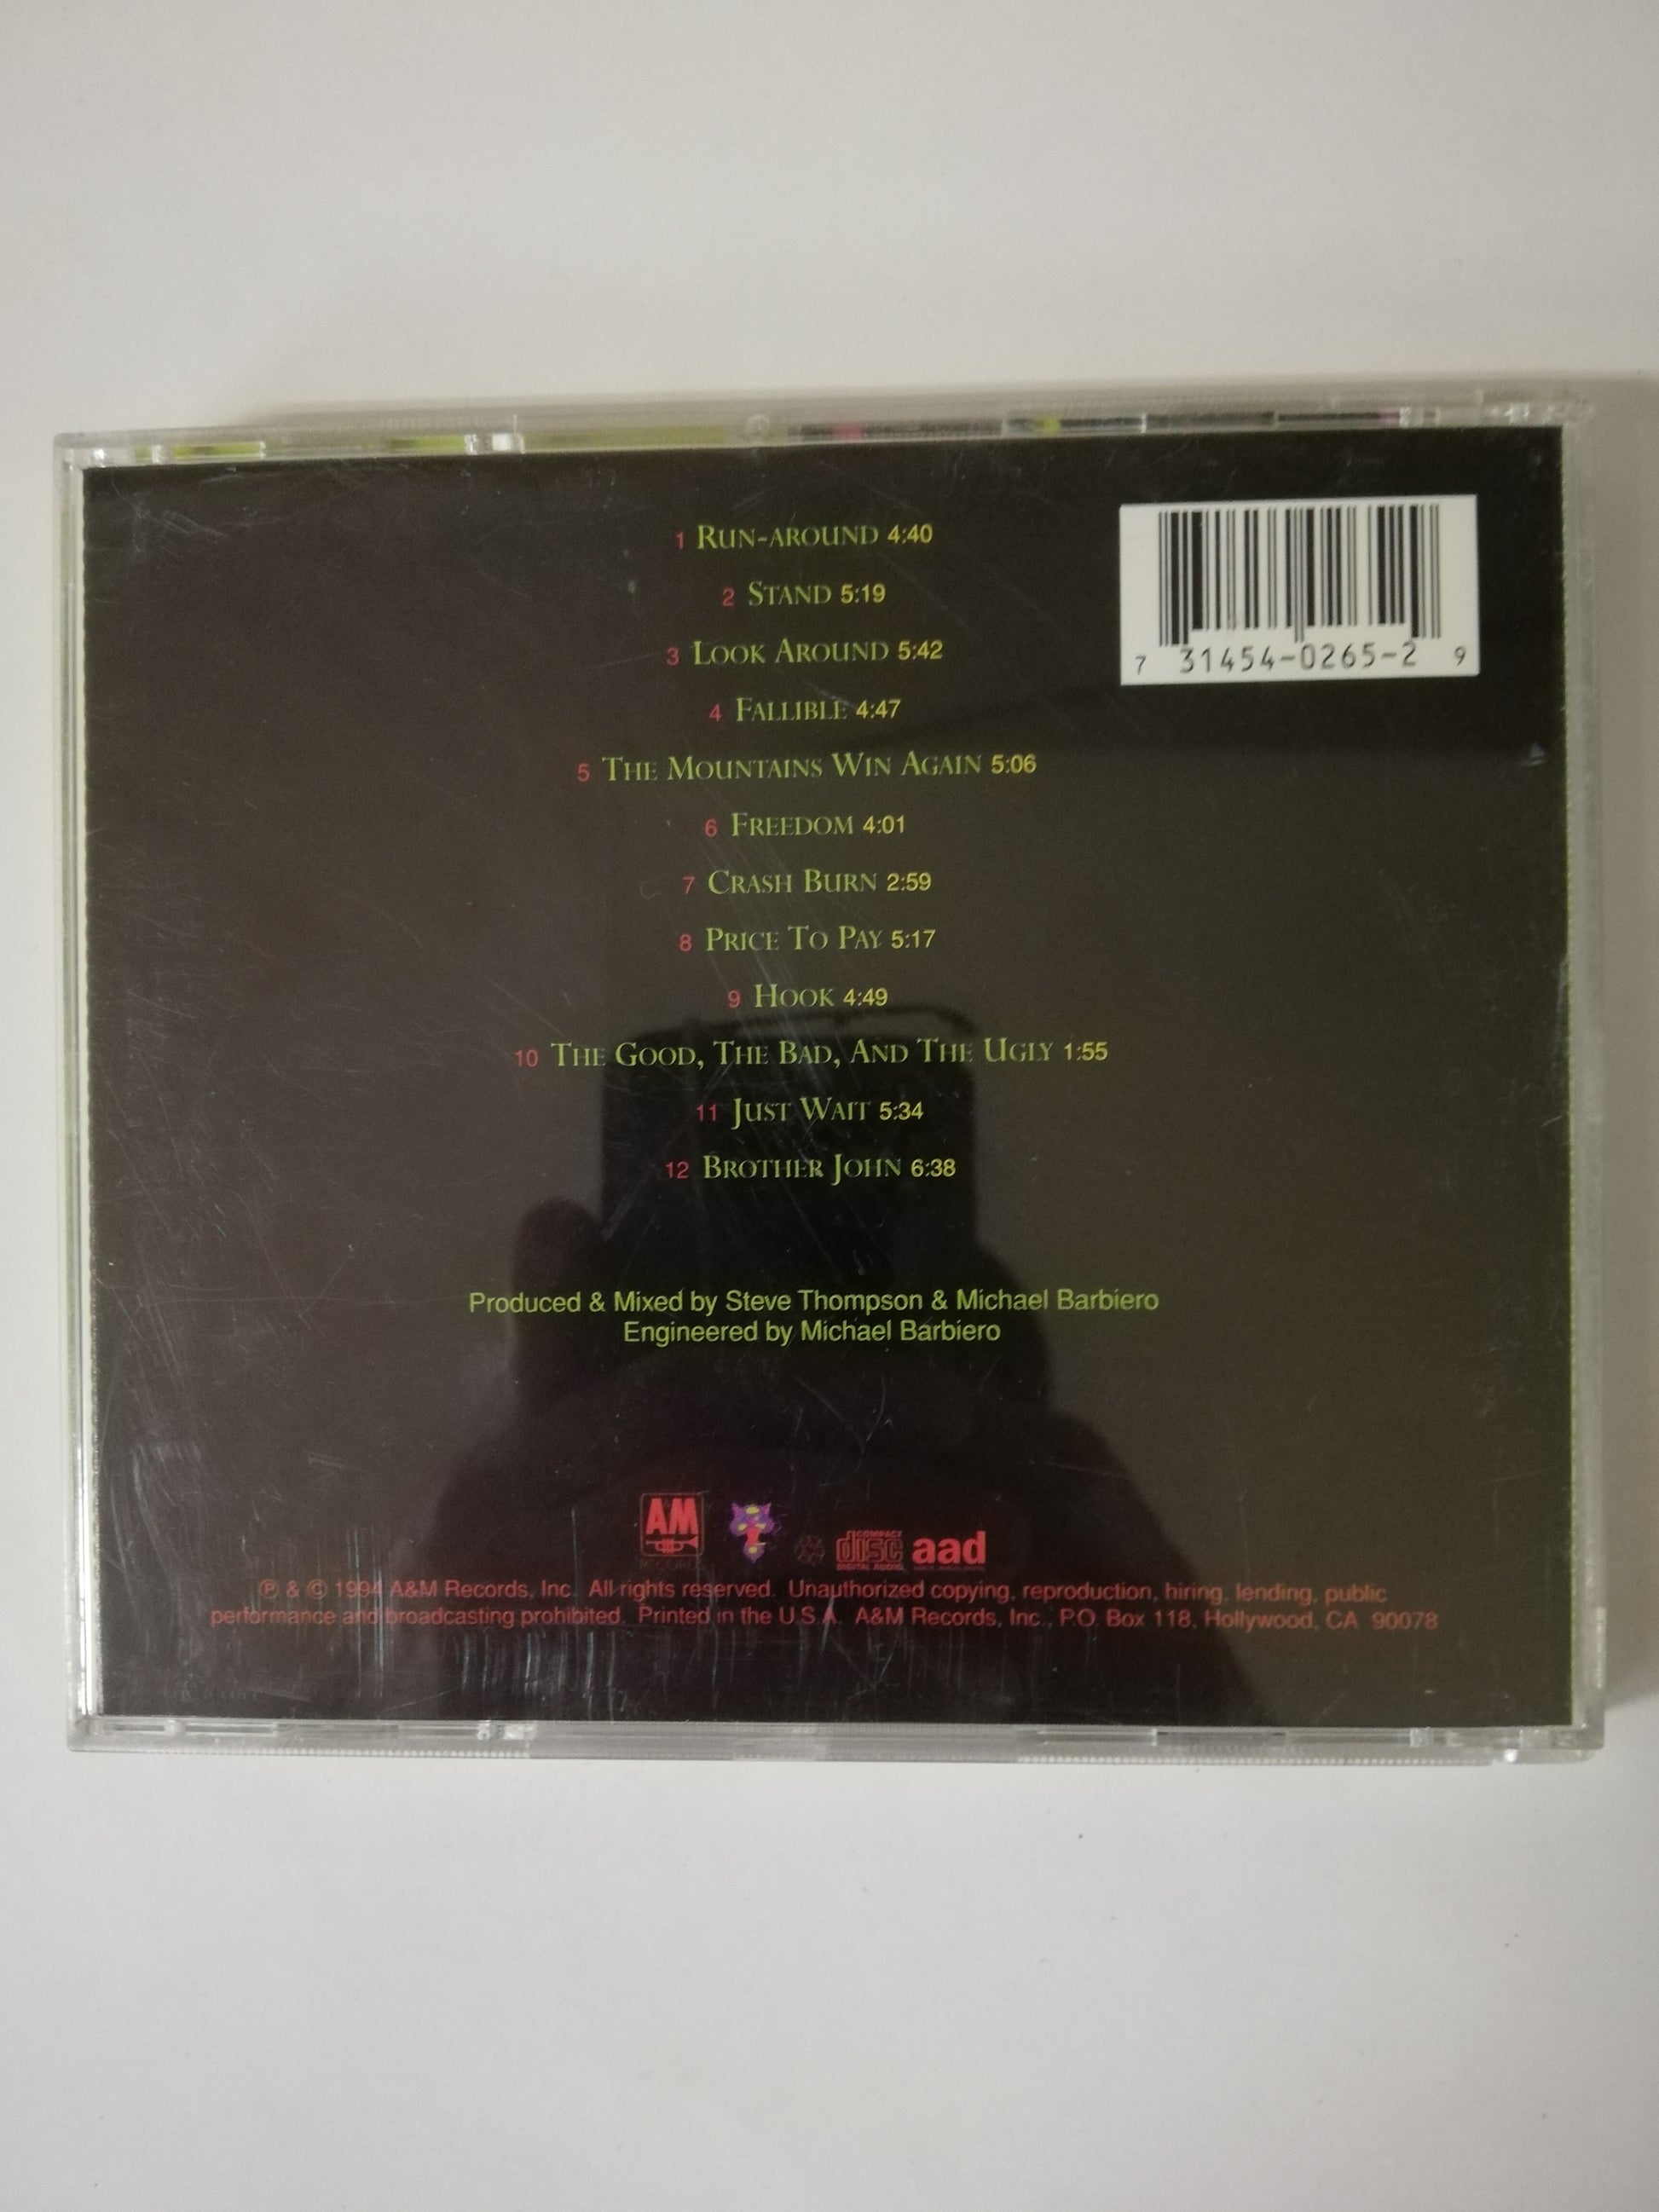 1 RUN-AROUND 4:40
2 STAND 5:19
3 LOOK AROUND 5:42
4 FALLIBLE 4:47
5 THE MOUNTAINS WIN AGAIN 5:06
6 FREEDOM 4:01
7 CRASH BURN 2:59
8 PRICE TO PAY 5:17
9 HOOK 4:49
10 THE GOOD, THE BAD, AND THE UGLY 1:55
11 JUST WAIT 5:34
12 BROTHER JOHN 6:38
7 31454-0265-2 9
Produced & Mixed by Steve Thompson & Michael Barbiero
Engineered by Michael Barbiero
AM
RECORDS
COMPACT
disc
DIGITAL AUDIO
aad
℗ & © 1994 A&M Records, Inc. All rights reserved. Unauthorized copying, reproduction, hiring, lending, public
performance and broadcasting prohibited. Printed in the U.S.A. A&M Records, Inc., P.O. Box 118, Hollywood, CA 90078